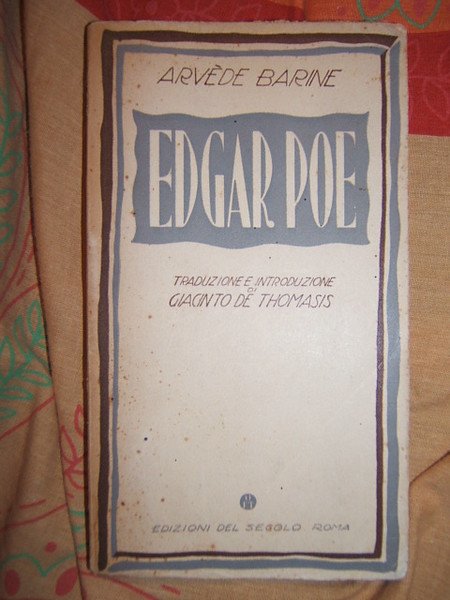 ARVÈDE BARINE
EDGAR POE
TRADUZIONE E INTRODUZIONE
DI
GIACINTO DE THOMASIS
EDIZIONI DEL SECOLO ROMA